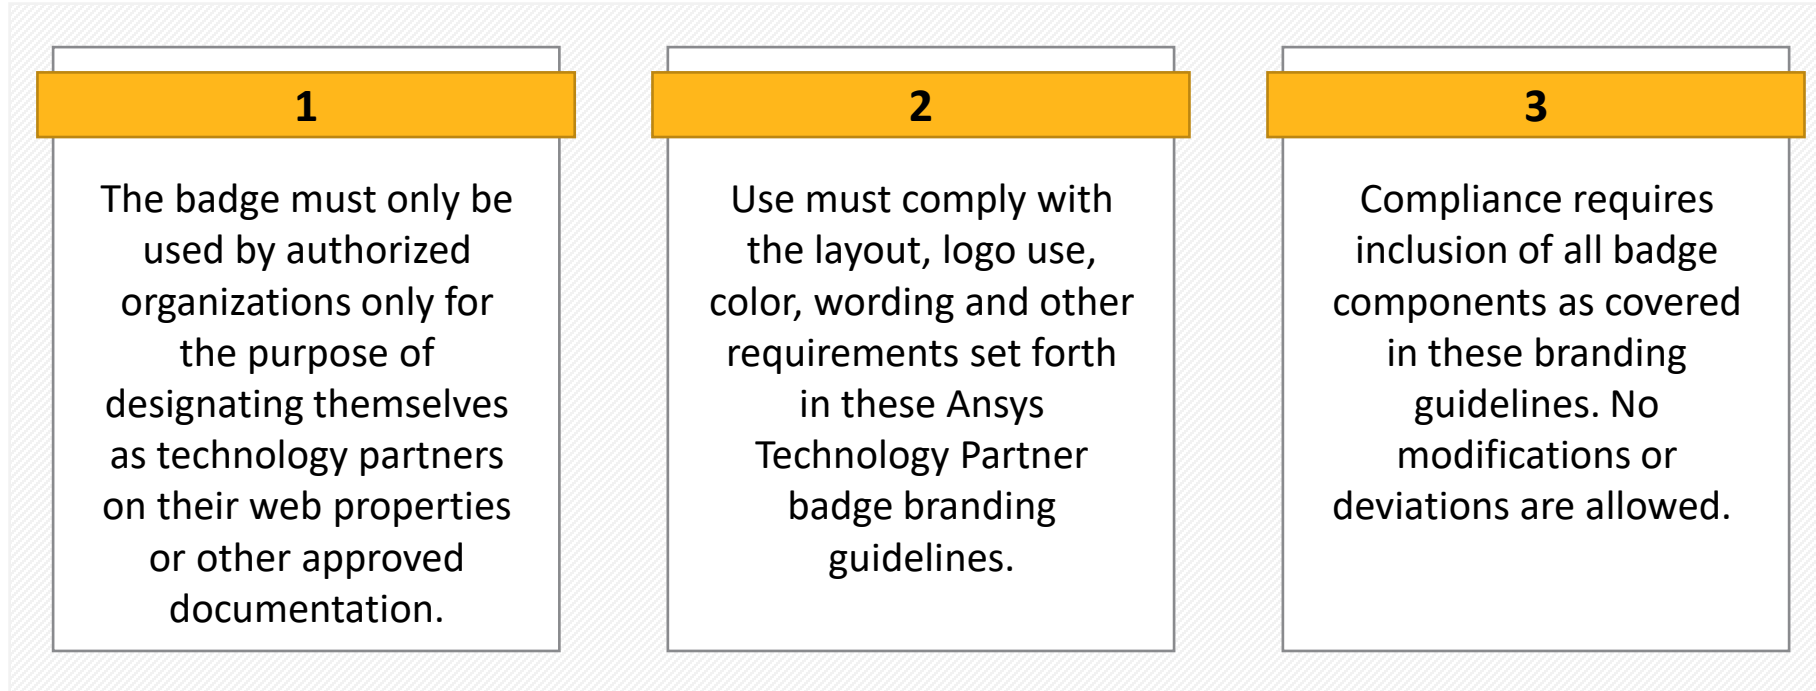 1
The badge must only be
used by authorized
organizations only for
the purpose of
designating themselves
as technology partners
on their web properties
or other approved
documentation.
2
Use must comply with
the layout, logo use,
color, wording and other
requirements set forth
in these Ansys
Technology Partner
badge branding
guidelines.
3
Compliance requires
inclusion of all badge
components as covered
in these branding
guidelines. No
modifications or
deviations are allowed.